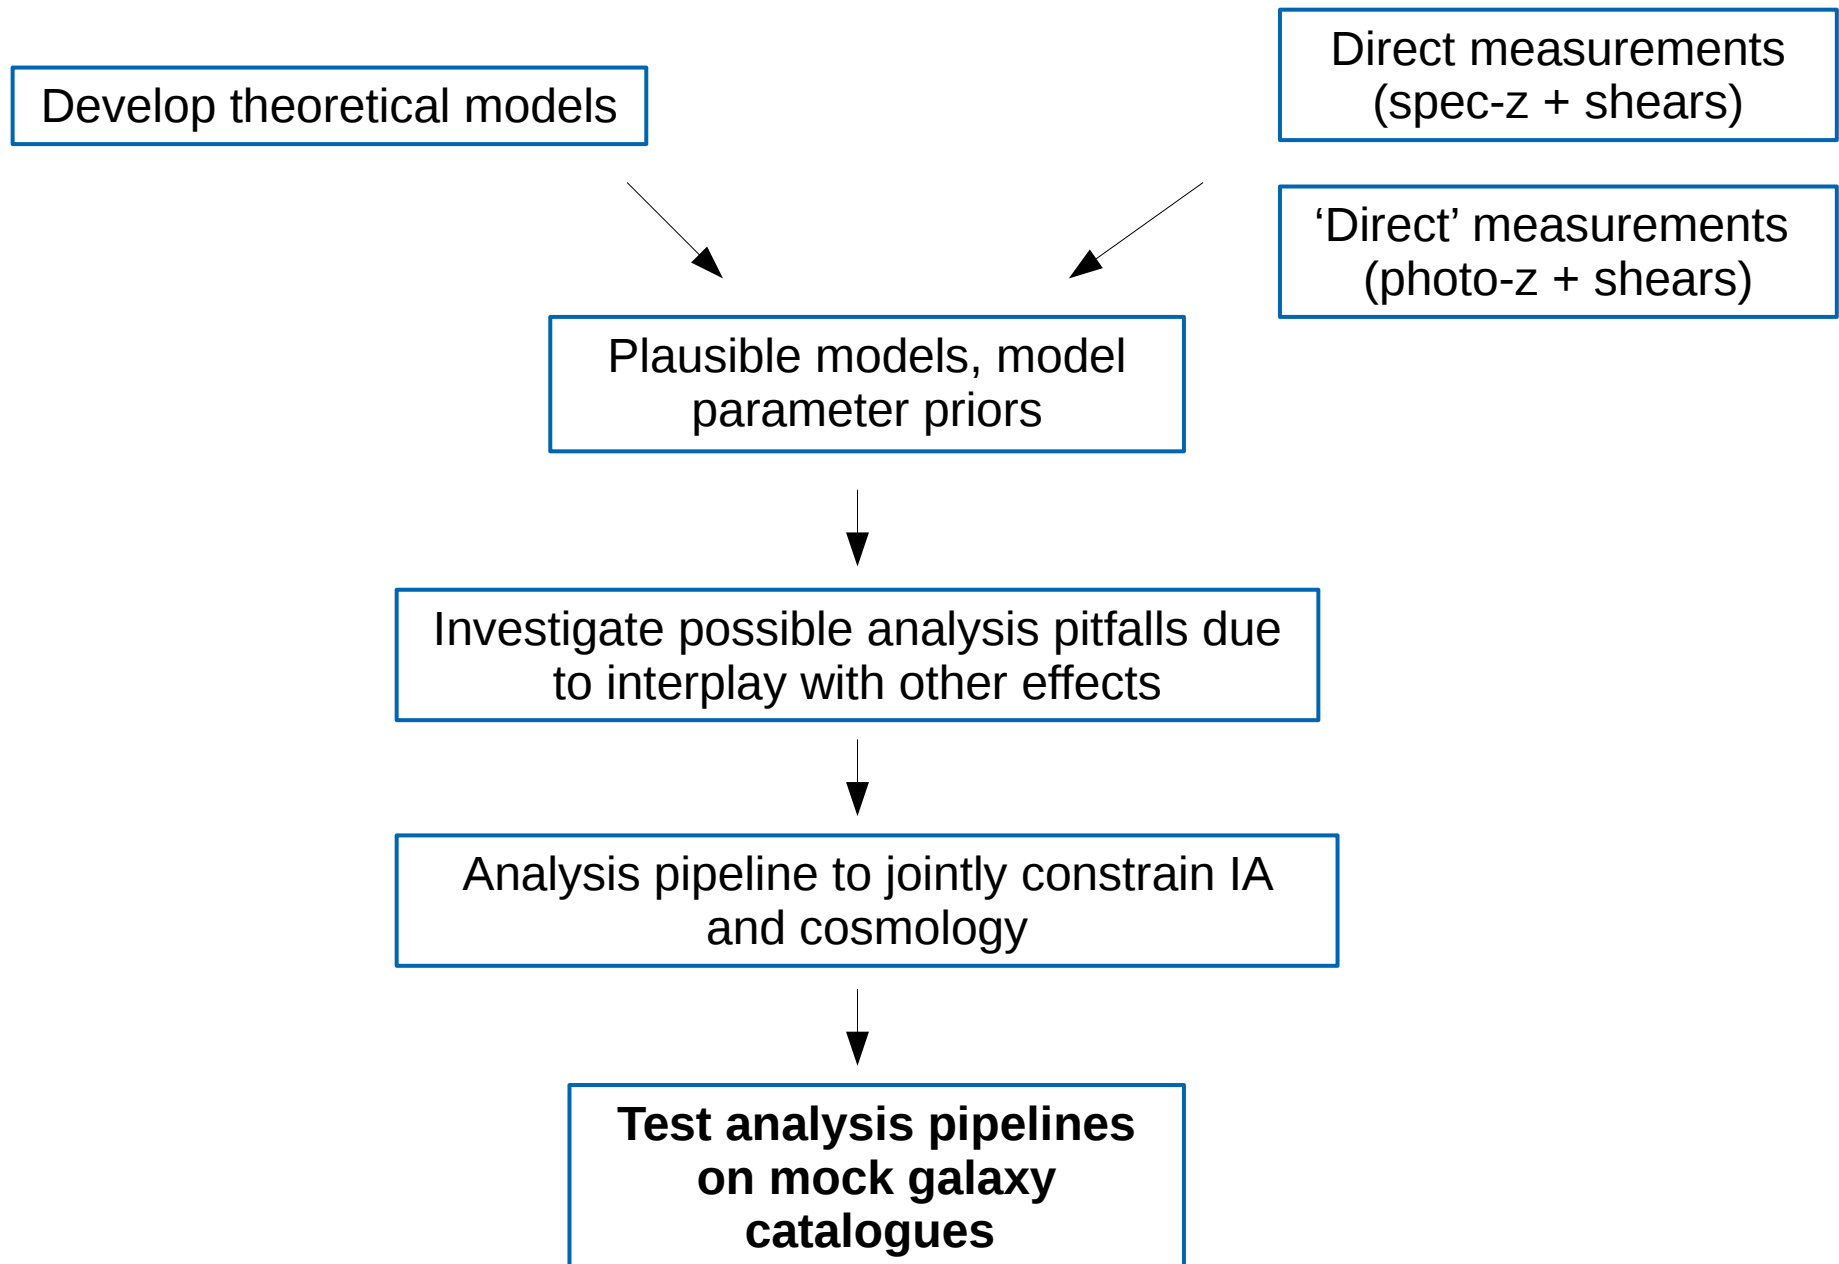 Develop theoretical models
Direct measurements
(spec-z + shears)
‘Direct’ measurements
(photo-z + shears)
Plausible models, model
parameter priors
Investigate possible analysis pitfalls due
to interplay with other effects
Analysis pipeline to jointly constrain IA
and cosmology
Test analysis pipelines
on mock galaxy
catalogues